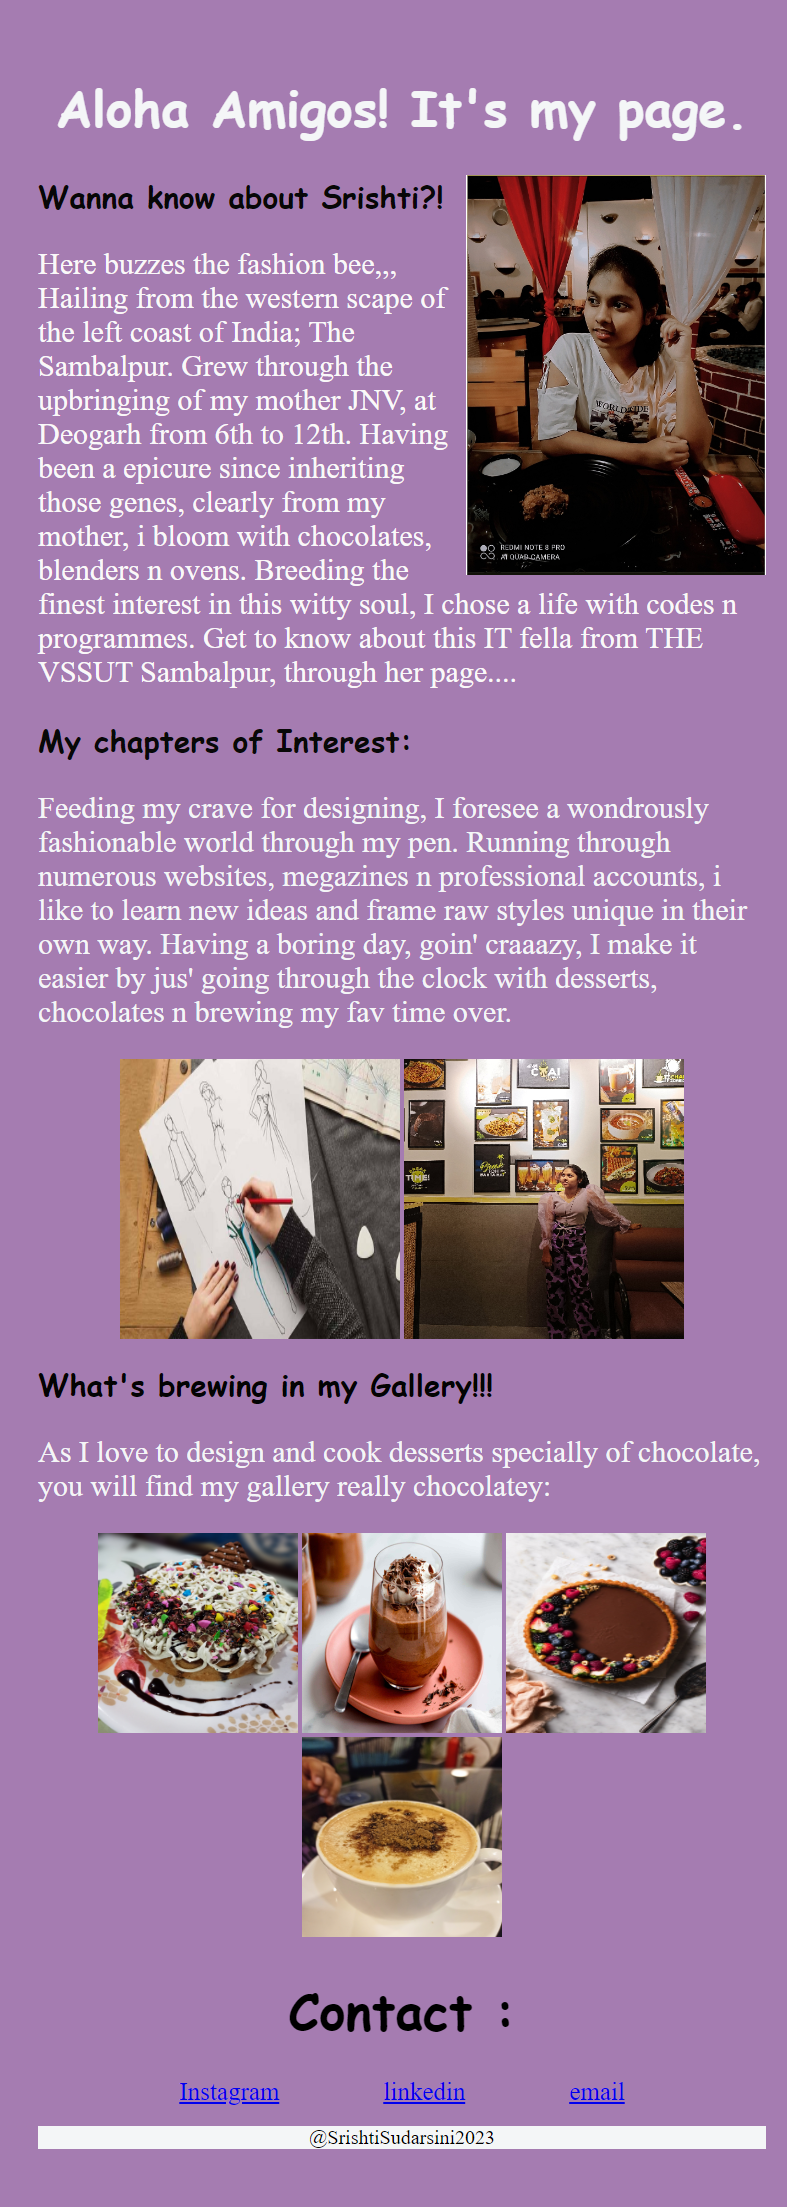 Aloha Amigos! It's my page.
Wanna know about Srishti?!
Here buzzes the fashion bee,,,
Hailing from the western scape of
the left coast of India; The
Sambalpur. Grew through the
upbringing of my mother JNV, at
Deogarh from 6th to 12th. Having
been a epicure since inheriting
those genes, clearly from my
mother, i bloom with chocolates,
blenders n ovens. Breeding the
finest interest in this witty soul, I chose a life with codes n
programmes. Get to know about this IT fella from THE
VSSUT Sambalpur, through her page....
WORLDWIDE
REDMI NOTE 8 PRO
AI QUAD CAMERA
My chapters of Interest:
Feeding my crave for designing, I foresee a wondrously
fashionable world through my pen. Running through
numerous websites, megazines n professional accounts, i
like to learn new ideas and frame raw styles unique in their
own way. Having a boring day, goin' craaazy, I make it
easier by jus' going through the clock with desserts,
chocolates n brewing my fav time over.
CHAI
TIME!
What's brewing in my Gallery!!!
As I love to design and cook desserts specially of chocolate,
you will find my gallery really chocolatey:
Contact :
Instagram linkedin email
@SrishtiSudarsini2023